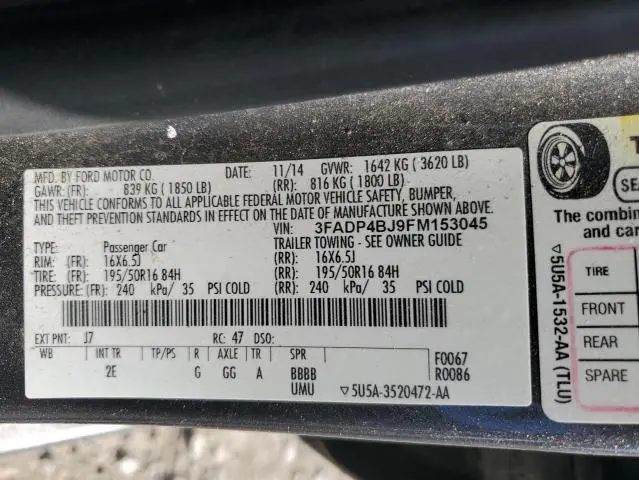 MFD. BY FORD MOTOR CO. DATE: 11/14 GVWR: 1642 KG ( 3620 LB)
GAWR: (FR): 839 KG ( 1850 LB) (RR): 816 KG ( 1800 LB)
THIS VEHICLE CONFORMS TO ALL APPLICABLE FEDERAL MOTOR VEHICLE SAFETY, BUMPER,
AND THEFT PREVENTION STANDARDS IN EFFECT ON THE DATE OF MANUFACTURE SHOWN ABOVE.
VIN: 3FADP4BJ9FM153045
TYPE: Passenger Car TRAILER TOWING - SEE OWNER GUIDE
RIM: (FR): 16X6.5J (RR): 16X6.5J
TIRE: (FR): 195/50R16 84H (RR): 195/50R16 84H
PRESSURE: (FR): 240 kPa/ 35 PSI COLD (RR): 240 kPa/ 35 PSI COLD
EXT PNT: J7 RC: 47 DSO:
WB INT TR TP/PS R AXLE TR SPR F0067
2E G GG A BBBB R0086
UMU ▽5U5A-3520472-AA
T
SE
The combin
and car
TIRE
FRONT
REAR
SPARE
▽5U5A-1532-AA (TLU)